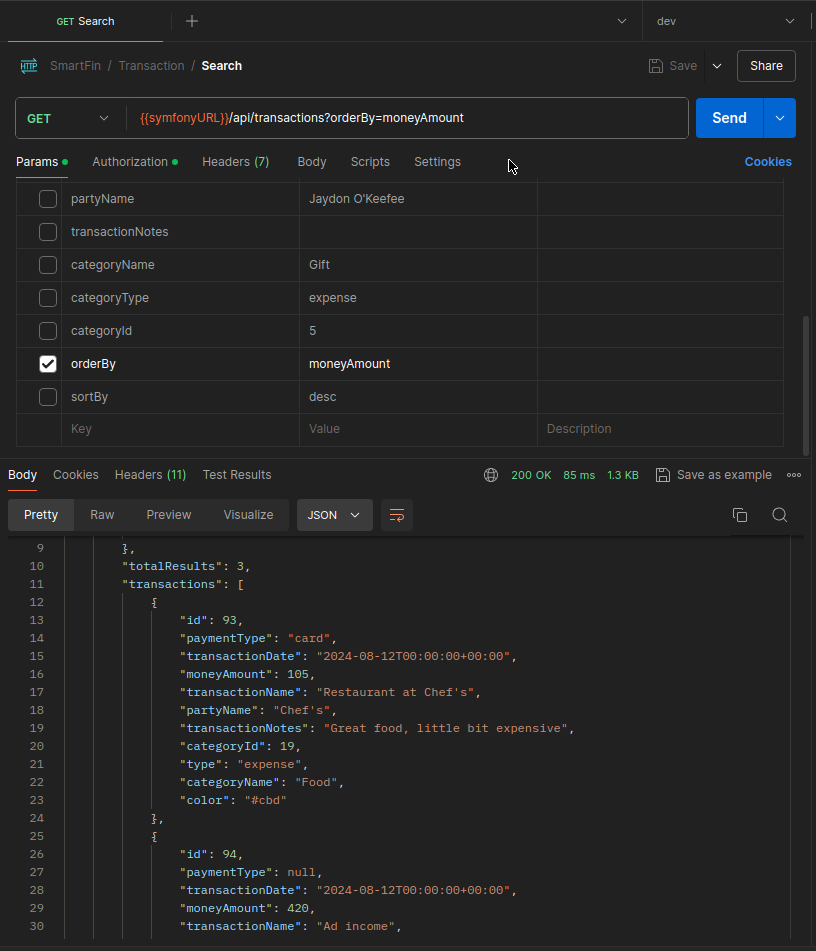 GET Search
dev
HTTP SmartFin / Transaction / Search Save Share
GET {{symfonyURL}}/api/transactions?orderBy=moneyAmount Send
Params Authorization Headers (7) Body Scripts Settings Cookies
partyName Jaydon O'Keefee
transactionNotes
categoryName Gift
categoryType expense
categoryId 5
orderBy moneyAmount
sortBy desc
Key Value Description
Body Cookies Headers (11) Test Results 200 OK 85 ms 1.3 KB Save as example
Pretty Raw Preview Visualize JSON
9 },
10 "totalResults": 3,
11 "transactions": [
12 {
13 "id": 93,
14 "paymentType": "card",
15 "transactionDate": "2024-08-12T00:00:00+00:00",
16 "moneyAmount": 105,
17 "transactionName": "Restaurant at Chef's",
18 "partyName": "Chef's",
19 "transactionNotes": "Great food, little bit expensive",
20 "categoryId": 19,
21 "type": "expense",
22 "categoryName": "Food",
23 "color": "#cbd"
24 },
25 {
26 "id": 94,
27 "paymentType": null,
28 "transactionDate": "2024-08-12T00:00:00+00:00",
29 "moneyAmount": 420,
30 "transactionName": "Ad income",